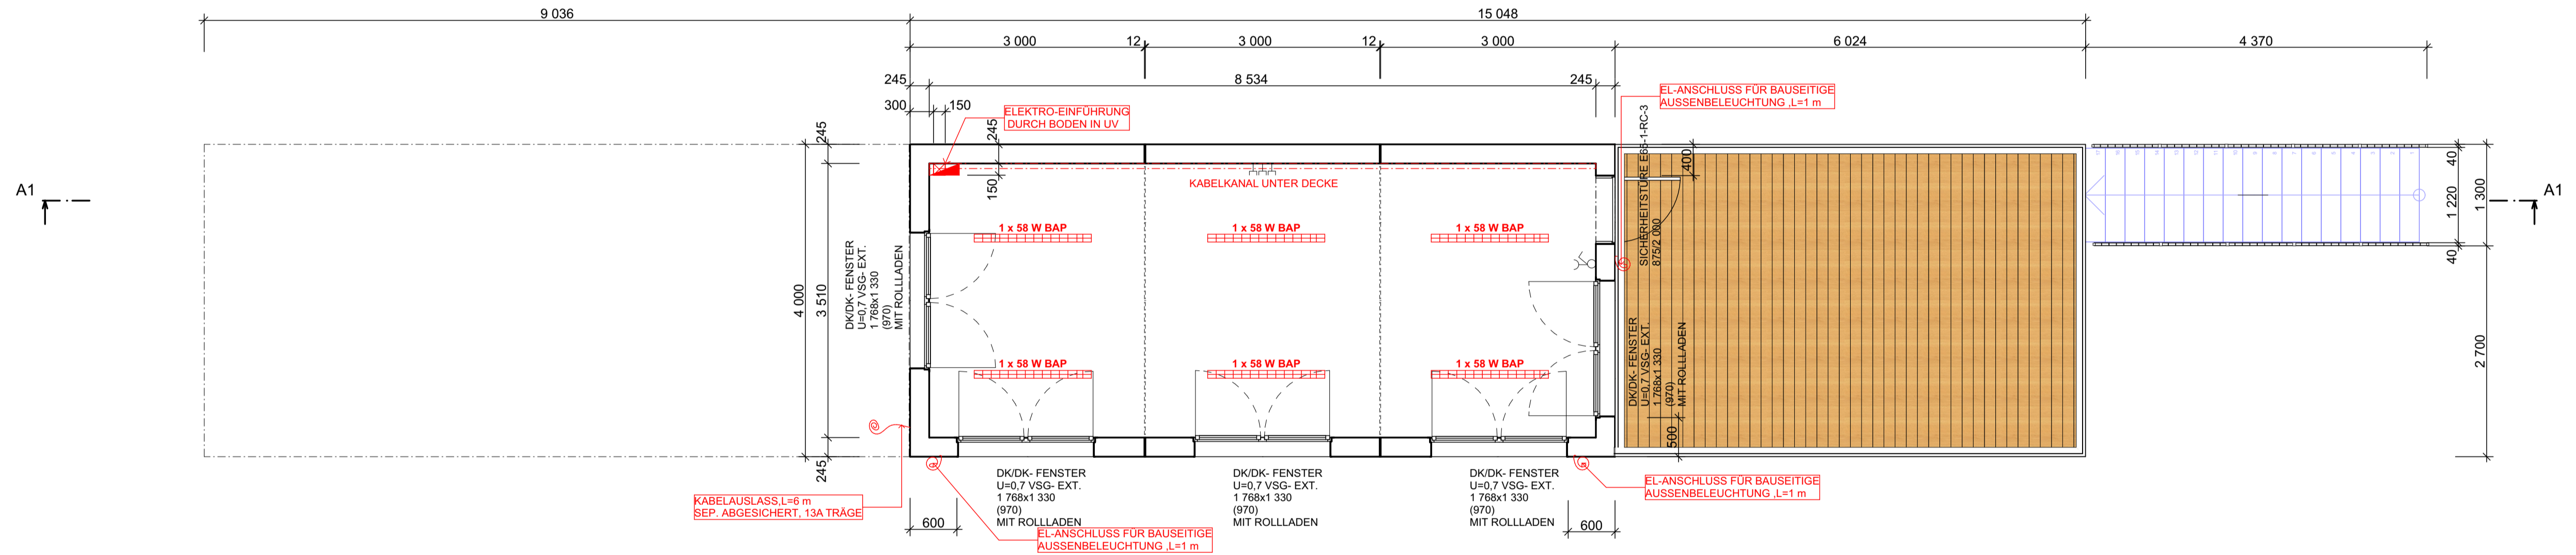 9 036
15 048
3 000
12
3 000
12
3 000
6 024
4 370
245
8 534
245
300
150
EL-ANSCHLUSS FÜR BAUSEITIGE
AUSSENBELEUCHTUNG ,L=1 m
ELEKTRO-EINFÜHRUNG
DURCH BODEN IN UV
245
245
150
KABELKANAL UNTER DECKE
SICHERHEITSTÜRE E65-1-RC-3
875/2 000
400
40
1 220
1 300
40
2 700
A1
A1
1 x 58 W BAP
1 x 58 W BAP
1 x 58 W BAP
4 000
3 510
DK/DK- FENSTER
U=0,7 VSG- EXT.
1 768x1 330
(970)
MIT ROLLLADEN
1 x 58 W BAP
1 x 58 W BAP
1 x 58 W BAP
DK/DK- FENSTER
U=0,7 VSG- EXT.
1 768x1 330
(970)
MIT ROLLLADEN
500
245
KABELAUSLASS,L=6 m
SEP. ABGESICHERT, 13A TRÄGE
DK/DK- FENSTER
U=0,7 VSG- EXT.
1 768x1 330
(970)
MIT ROLLLADEN
DK/DK- FENSTER
U=0,7 VSG- EXT.
1 768x1 330
(970)
MIT ROLLLADEN
DK/DK- FENSTER
U=0,7 VSG- EXT.
1 768x1 330
(970)
MIT ROLLLADEN
EL-ANSCHLUSS FÜR BAUSEITIGE
AUSSENBELEUCHTUNG ,L=1 m
600
600
EL-ANSCHLUSS FÜR BAUSEITIGE
AUSSENBELEUCHTUNG ,L=1 m